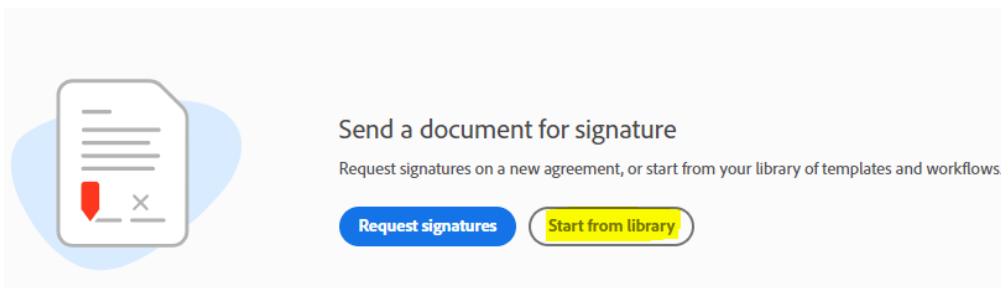 Send a document for signature
Request signatures on a new agreement, or start from your library of templates and workflows.
Request signatures
Start from library